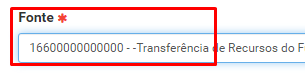 Fonte ✱
16600000000000 - -Transferência de Recursos do F